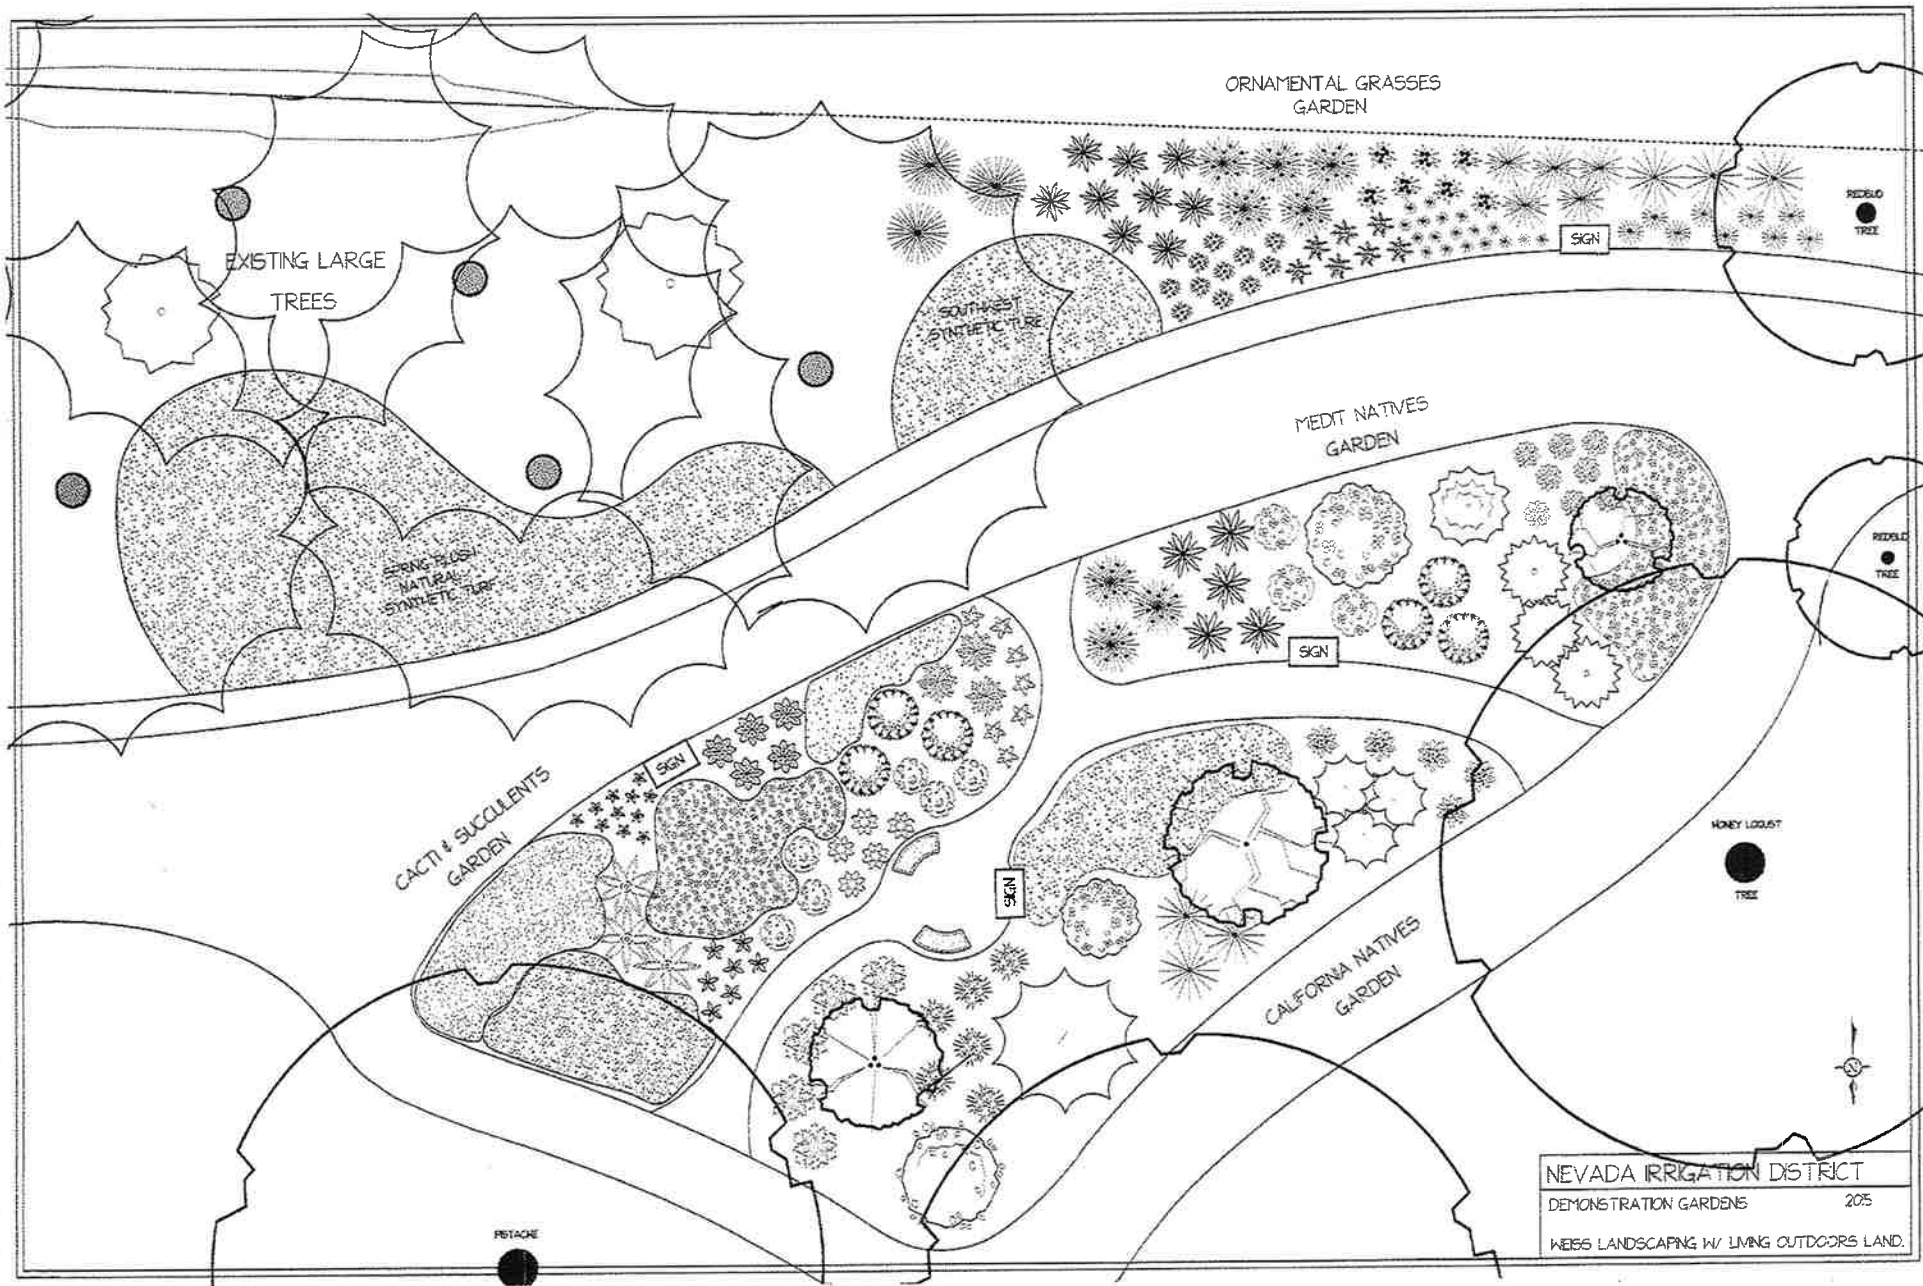 ORNAMENTAL GRASSES
GARDEN
REDBUD
TREE
SIGN
EXISTING LARGE
TREES
SOUTHWEST
SYNTHETIC TURF
MEDIT NATIVES
GARDEN
REDBUD
TREE
SPRING PLUSH
NATURAL
SYNTHETIC TURF
SIGN
SIGN
CACTI & SUCCULENTS
GARDEN
HONEY LOCUST
TREE
SIGN
CALIFORNIA NATIVES
GARDEN
N
PISTACHE
NEVADA IRRIGATION DISTRICT
DEMONSTRATION GARDENS 2015
WEISS LANDSCAPING W/ LIVING OUTDOORS LAND.